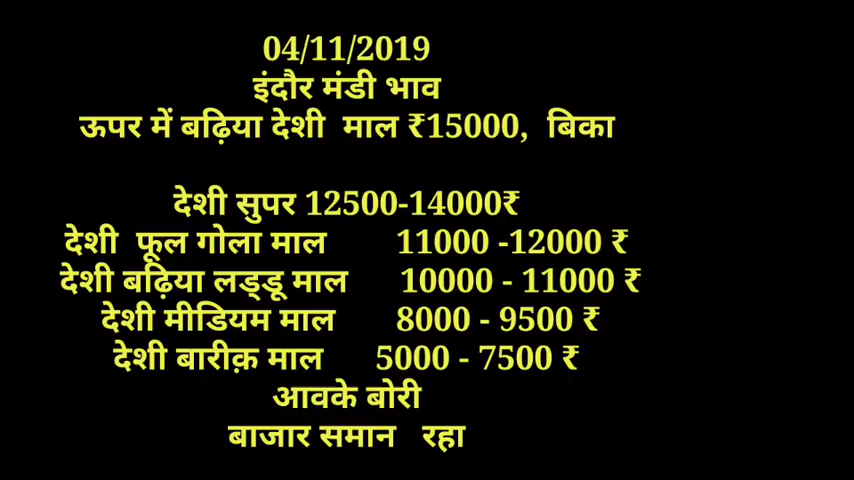 04/11/2019
इंदौर मंडी भाव
ऊपर में बढ़िया देशी माल ₹15000, बिका
देशी सुपर 12500-14000₹
देशी फूल गोला माल 11000 -12000 ₹
देशी बढ़िया लड्डू माल 10000 - 11000 ₹
देशी मीडियम माल 8000 - 9500 ₹
देशी बारीक़ माल 5000 - 7500 ₹
आवके बोरी
बाजार समान रहा